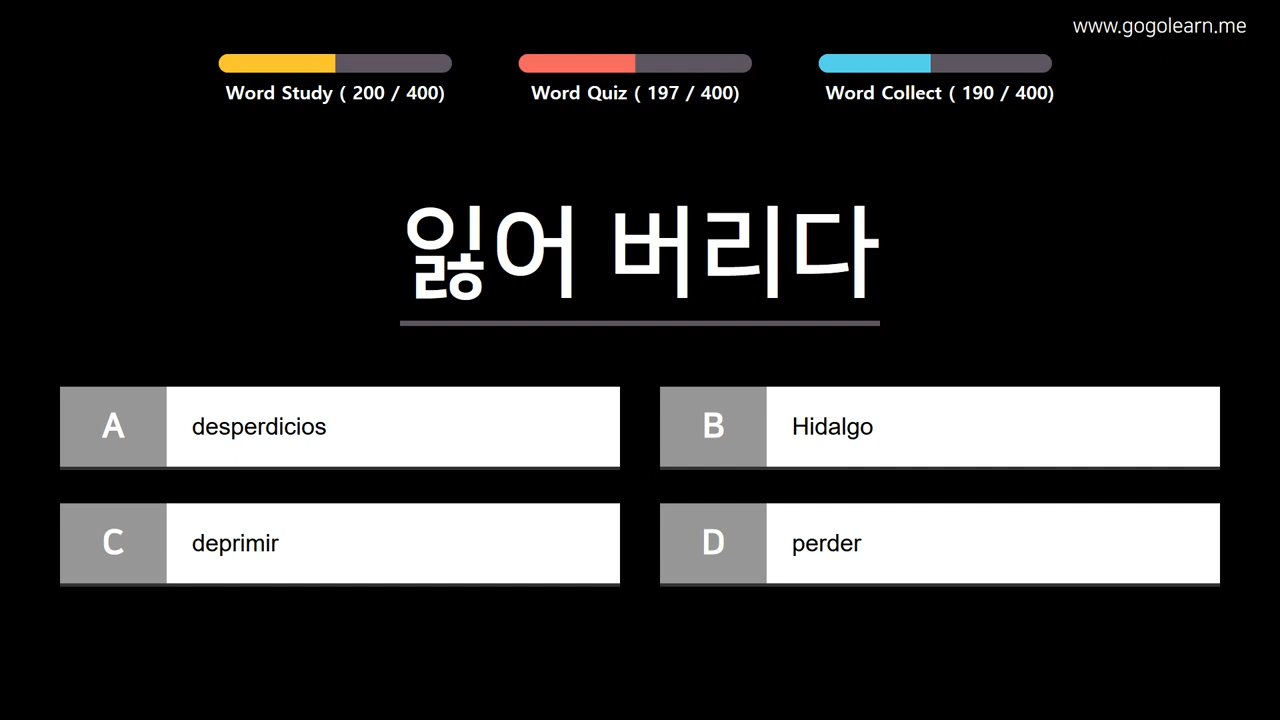 www.gogolearn.me
Word Study ( 200 / 400)
Word Quiz ( 197 / 400)
Word Collect ( 190 / 400)
잃어 버리다
A desperdicios
B Hidalgo
C deprimir
D perder